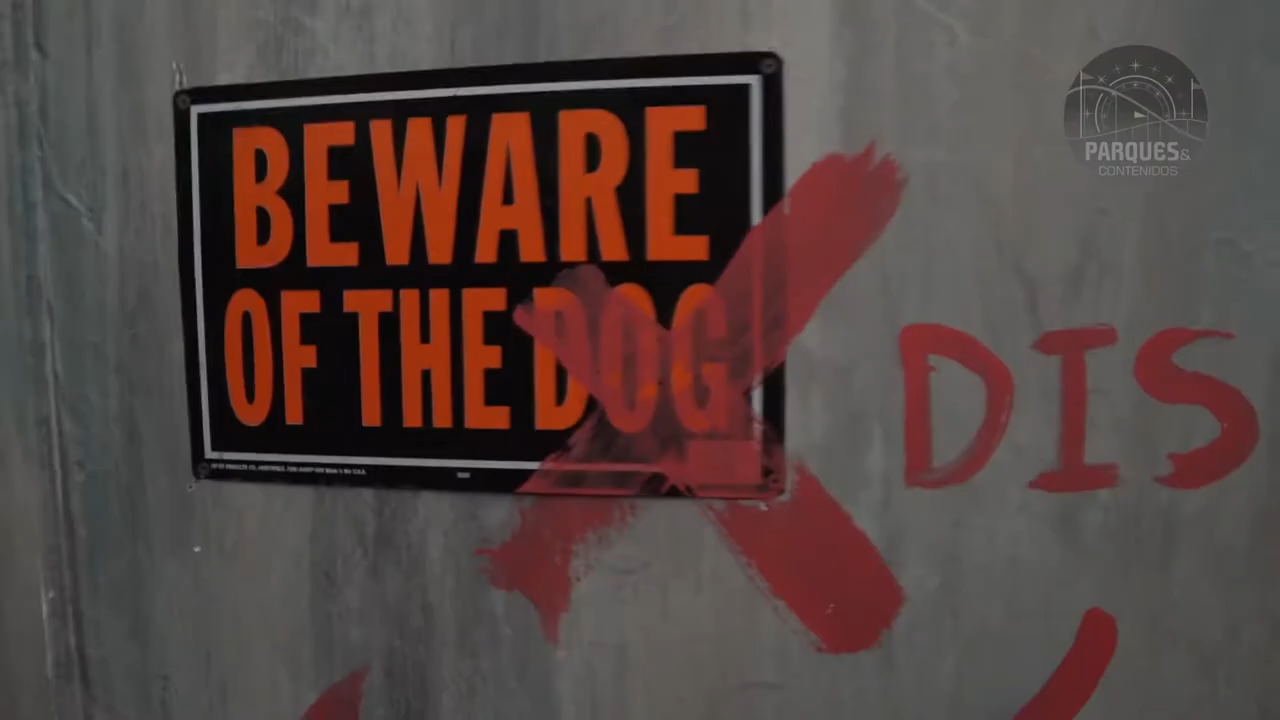 BEWARE
OF THE DOG
DIS
PARQUES&
CONTENIDOS